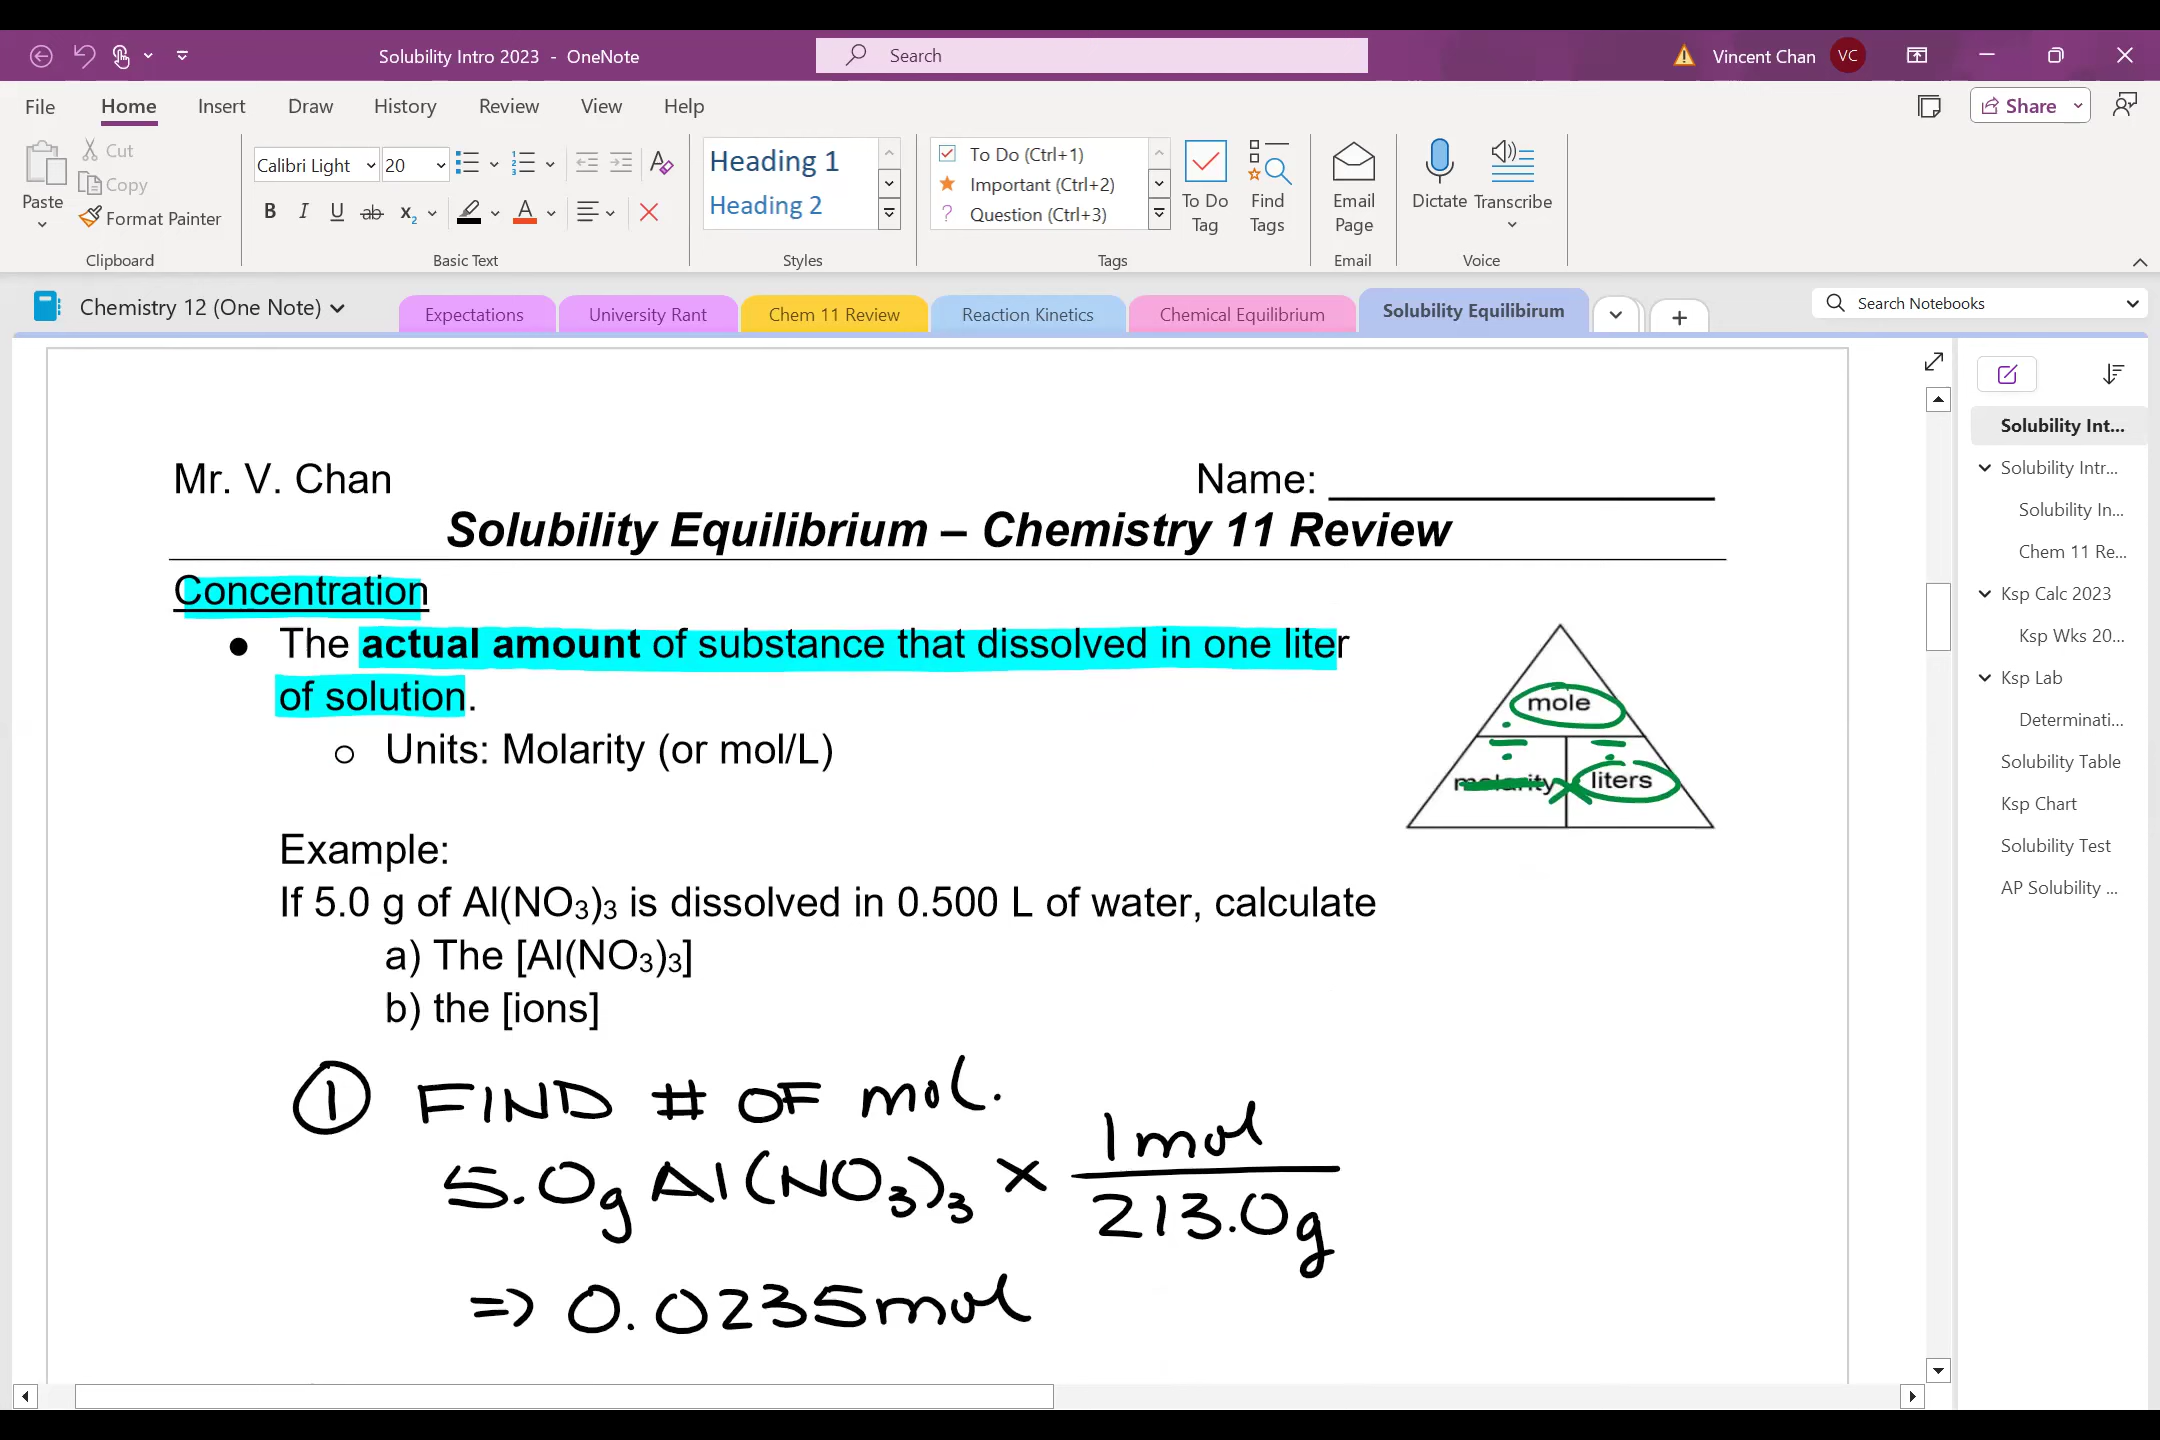 Solubility Intro 2023 - OneNote
Search
Vincent Chan VC
File Home Insert Draw History Review View Help
Share
Paste
Cut
Copy
Format Painter
Clipboard
Calibri Light 20
B I U ab x₂ A
Basic Text
Heading 1
Heading 2
Styles
To Do (Ctrl+1)
Important (Ctrl+2)
? Question (Ctrl+3)
To Do Tag
Find Tags
Tags
Email Page
Email
Dictate
Transcribe
Voice
Chemistry 12 (One Note)
Expectations
University Rant
Chem 11 Review
Reaction Kinetics
Chemical Equilibrium
Solubility Equilibirum
+
Search Notebooks
Mr. V. Chan Name: ________________
Solubility Equilibrium – Chemistry 11 Review
Concentration
● The actual amount of substance that dissolved in one liter
of solution.
o Units: Molarity (or mol/L)
mole
molarity × liters
Example:
If 5.0 g of Al(NO₃)₃ is dissolved in 0.500 L of water, calculate
a) The [Al(NO₃)₃]
b) the [ions]
① FIND # OF mol.
5.0g Al(NO₃)₃ × 1mol
213.0g
=> 0.0235mol
Solubility Int...
Solubility Intr...
Solubility In...
Chem 11 Re...
Ksp Calc 2023
Ksp Wks 20...
Ksp Lab
Determinati...
Solubility Table
Ksp Chart
Solubility Test
AP Solubility ...